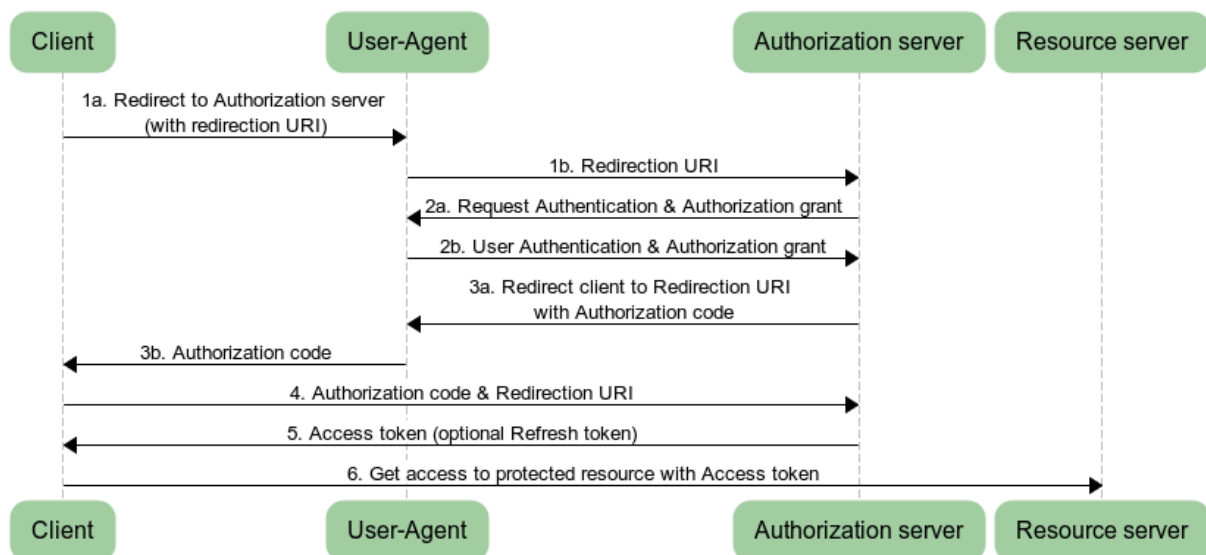 Client
User-Agent
Authorization server
Resource server
1a. Redirect to Authorization server
(with redirection URI)
1b. Redirection URI
2a. Request Authentication & Authorization grant
2b. User Authentication & Authorization grant
3a. Redirect client to Redirection URI
with Authorization code
3b. Authorization code
4. Authorization code & Redirection URI
5. Access token (optional Refresh token)
6. Get access to protected resource with Access token
Client
User-Agent
Authorization server
Resource server